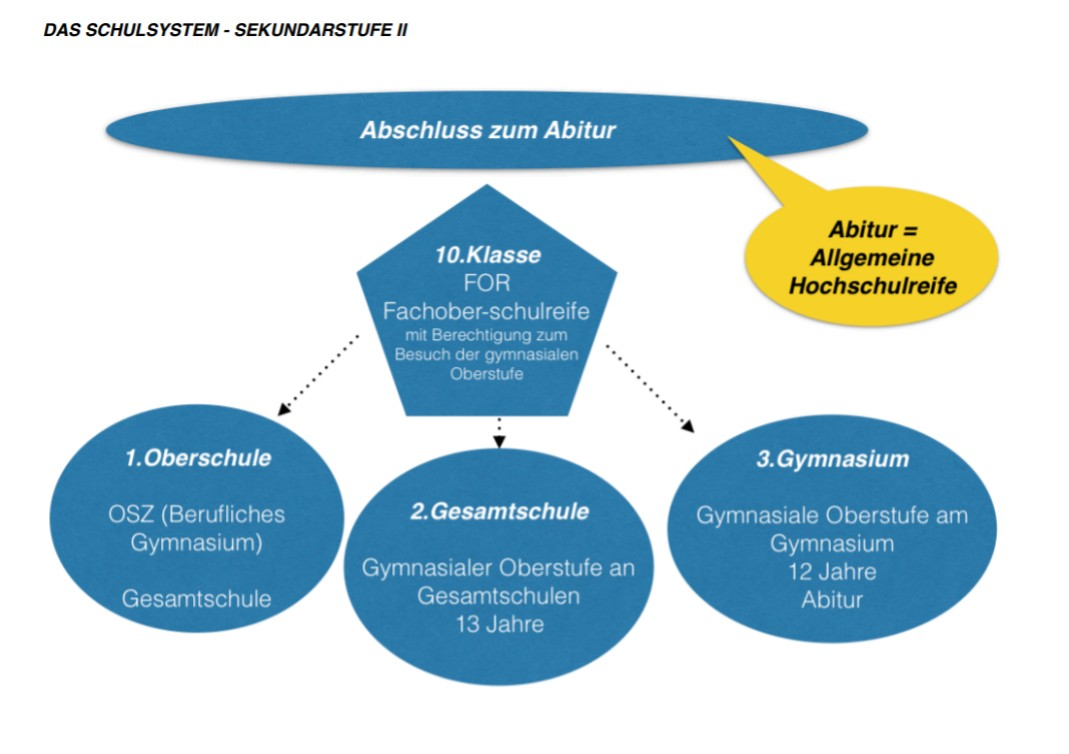 DAS SCHULSYSTEM - SEKUNDARSTUFE II
Abschluss zum Abitur
Abitur =
Allgemeine
Hochschulreife
10.Klasse
FOR
Fachober-schulreife
mit Berechtigung zum
Besuch der gymnasialen
Oberstufe
1.Oberschule
OSZ (Berufliches
Gymnasium)
Gesamtschule
2.Gesamtschule
Gymnasialer Oberstufe an
Gesamtschulen
13 Jahre
3.Gymnasium
Gymnasiale Oberstufe am
Gymnasium
12 Jahre
Abitur